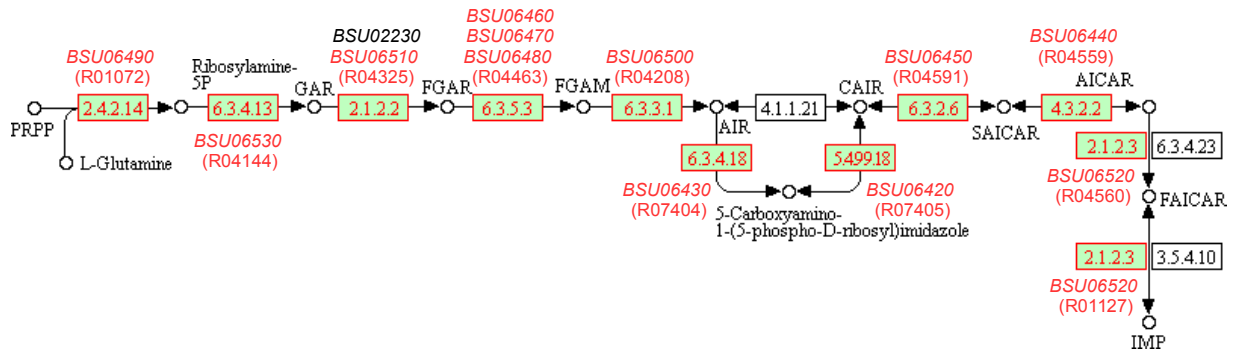 BSU06460
BSU02230
BSU06470
BSU06440
BSU06490
BSU06510
BSU06480
BSU06500
BSU06450
(R04559)
(R01072)
Ribosylamine-
5P
GAR
(R04325)
FGAR
(R04463)
FGAM
(R04208)
CAIR
(R04591)
AICAR
2.4.2.14
6.3.4.13
2.1.2.2
6.3.5.3
6.3.3.1
4.1.1.21
6.3.2.6
4.3.2.2
PRPP
AIR
SAICAR
BSU06530
(R04144)
L-Glutamine
6.3.4.18
5.4.99.18
2.1.2.3
6.3.4.23
BSU06430
(R07404)
BSU06420
(R07405)
BSU06520
(R04560)
FAICAR
5-Carboxyamino-
1-(5-phospho-D-ribosyl)imidazole
2.1.2.3
3.5.4.10
BSU06520
(R01127)
IMP